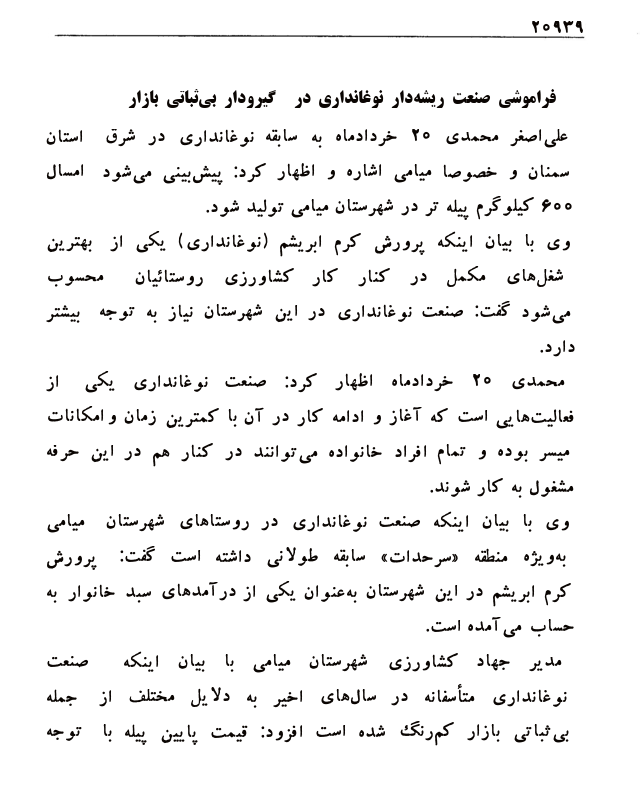 ۲۰۹۳۹
فراموشی صنعت ریشه‌دار نوغانداری در گیرودار بی‌ثباتی بازار
علی‌اصغر محمدی ۲۰ خردادماه به سابقه نوغانداری در شرق استان
سمنان و خصوصا میامی اشاره و اظهار کرد: پیش‌بینی می‌شود امسال
۶۰۰ کیلوگرم پیله تر در شهرستان میامی تولید شود.
وی با بیان اینکه پرورش کرم ابریشم (نوغانداری) یکی از بهترین
شغل‌های مکمل در کنار کار کشاورزی روستائیان محسوب
می‌شود گفت: صنعت نوغانداری در این شهرستان نیاز به توجه بیشتر
دارد.
محمدی ۲۰ خردادماه اظهار کرد: صنعت نوغانداری یکی از
فعالیت‌هایی است که آغاز و ادامه کار در آن با کمترین زمان و امکانات
میسر بوده و تمام افراد خانواده می‌توانند در کنار هم در این حرفه
مشغول به کار شوند.
وی با بیان اینکه صنعت نوغانداری در روستاهای شهرستان میامی
به‌ویژه منطقه «سرحدات» سابقه طولانی داشته است گفت: پرورش
کرم ابریشم در این شهرستان به‌عنوان یکی از درآمدهای سبد خانوار به
حساب می‌آمده است.
مدیر جهاد کشاورزی شهرستان میامی با بیان اینکه صنعت
نوغانداری متأسفانه در سال‌های اخیر به دلایل مختلف از جمله
بی‌ثباتی بازار کم‌رنگ شده است افزود: قیمت پایین پیله با توجه